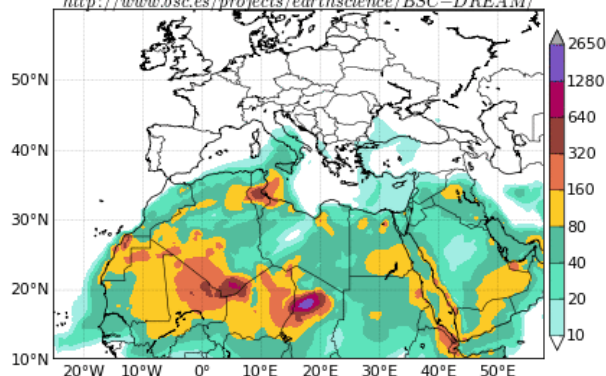 http://www.bsc.es/projects/earthscience/BSC-DREAM/
2650
1280
640
320
160
80
40
20
10
50°N
40°N
30°N
20°N
10°N
20°W 10°W 0° 10°E 20°E 30°E 40°E 50°E